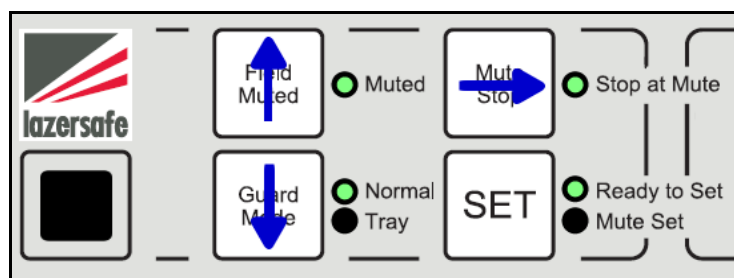 lazersafe
Field
Muted
Muted
Mute
Stop
Stop at Mute
Guard
Mode
Normal
Tray
SET
Ready to Set
Mute Set